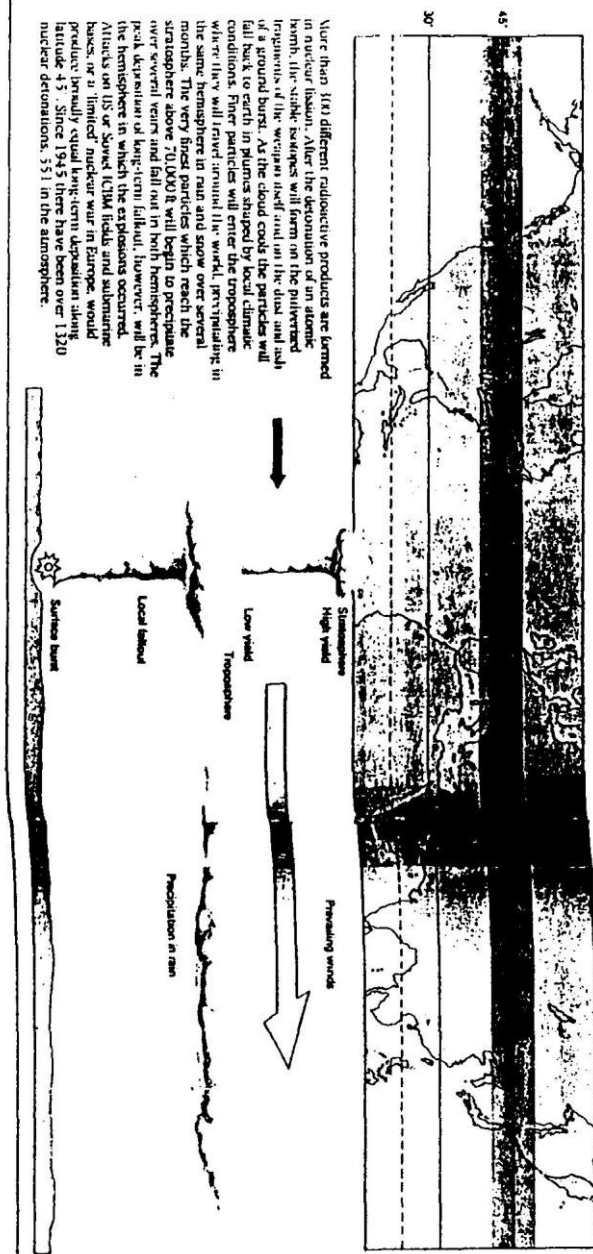 45°
30°
More than 300 different radioactive products are formed
in nuclear fission. After the detonation of an atomic
bomb, the stable isotopes will form on the pulverised
fragments of the weapon itself and on the dust and ash
of a ground burst. As the cloud cools the particles will
fall back to earth in plumes shaped by local climatic
conditions. Finer particles will enter the troposphere
where they will travel around the world, precipitating in
the same hemisphere in rain and snow over several
months. The very finest particles which reach the
stratosphere above 70,000 ft will begin to precipitate
over several years and fall out in both hemispheres. The
peak deposition of long-term fallout, however, will be in
the hemisphere in which the explosions occurred.
Attacks on US or Soviet ICBM fields and submarine
bases, or a 'limited' nuclear war in Europe, would
produce broadly equal long-term deposition along
latitude 45°. Since 1945 there have been over 1320
nuclear detonations, 551 in the atmosphere.
Stratosphere
High yield
Low yield
Prevailing winds
Troposphere
Local fallout
Precipitation in rain
Surface burst